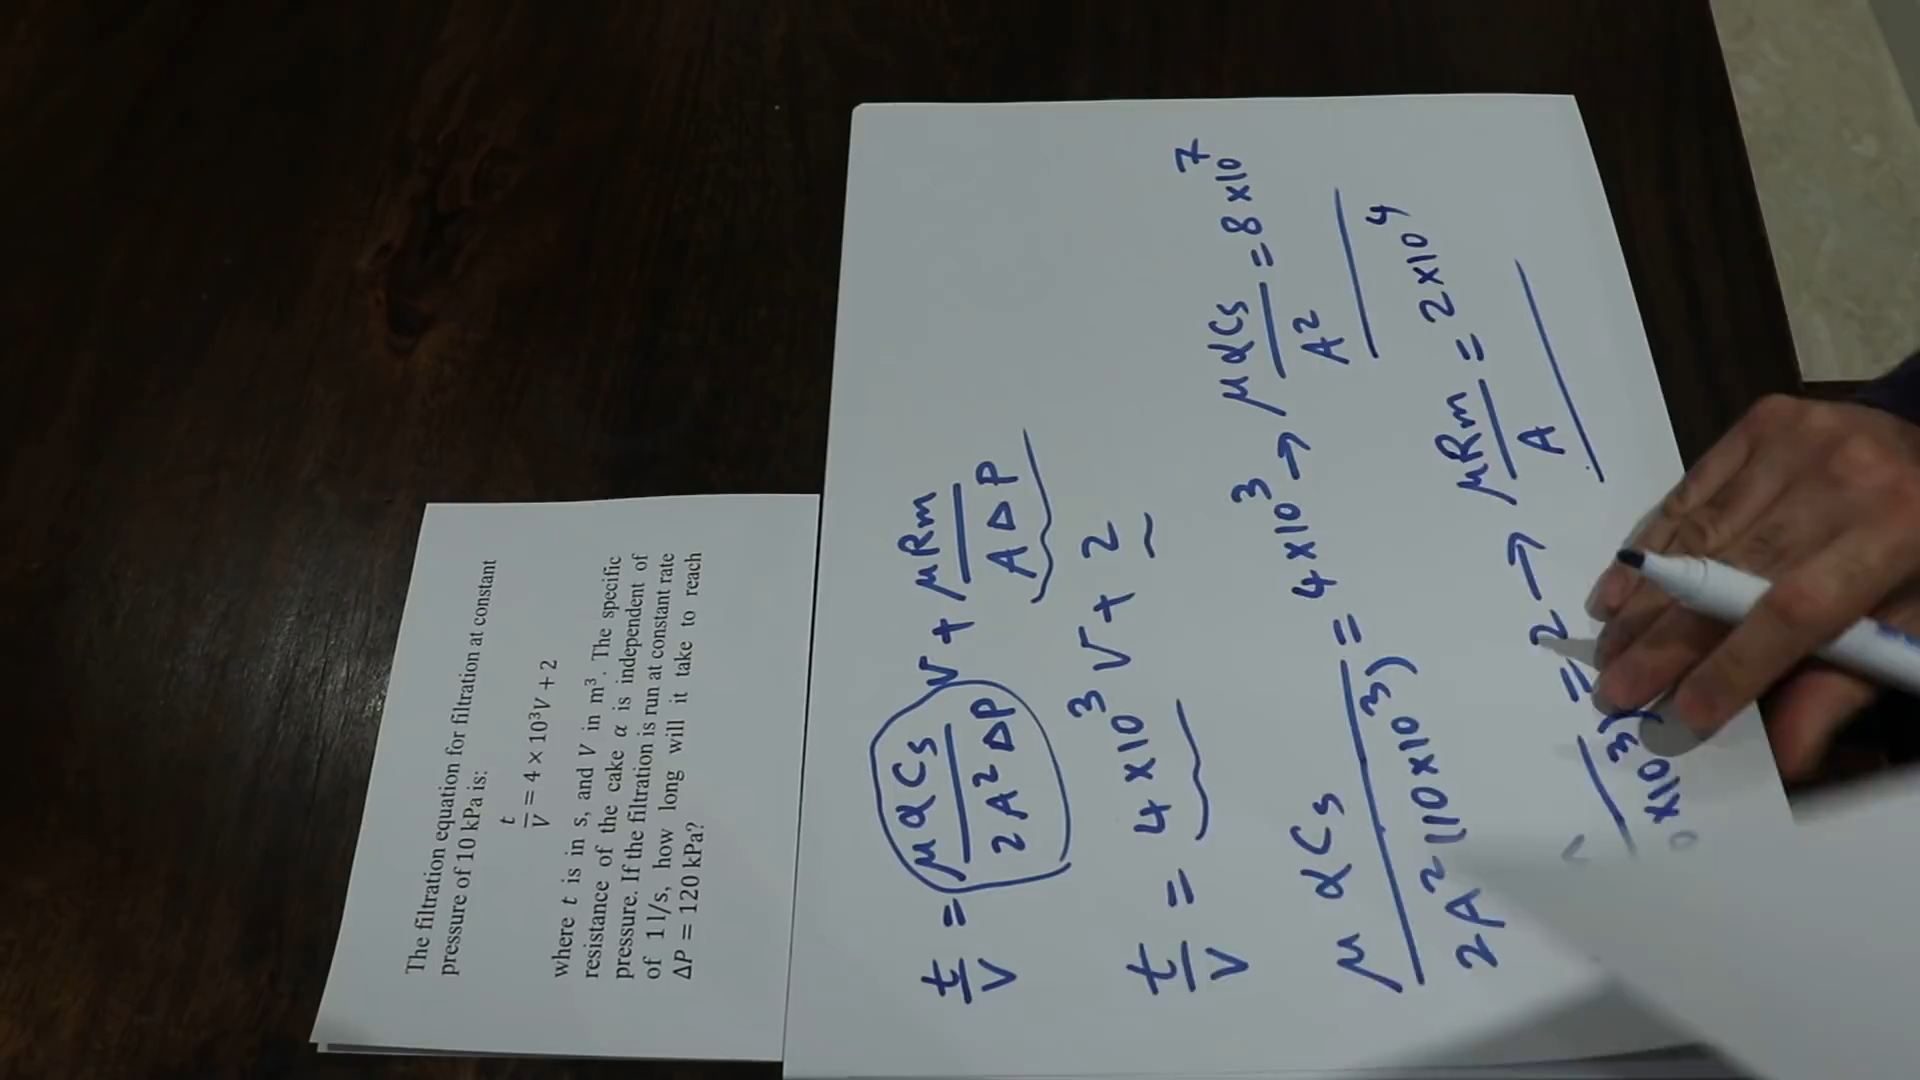 The filtration equation for filtration at constant
pressure of 10 kPa is:
t/V = 4 × 10³V + 2
where t is in s, and V in m³. The specific
resistance of the cake α is independent of
pressure. If the filtration is run at constant rate
of 1 l/s, how long will it take to reach
ΔP = 120 kPa?
t/V = μαCs/2A²ΔP V + μRm/AΔP
t/V = 4×10³ V + 2
μαCs/2A²(10×10³) = 4×10³ → μαCs/A² = 8×10⁷
×10³) = 2 → μRm/A = 2×10⁴